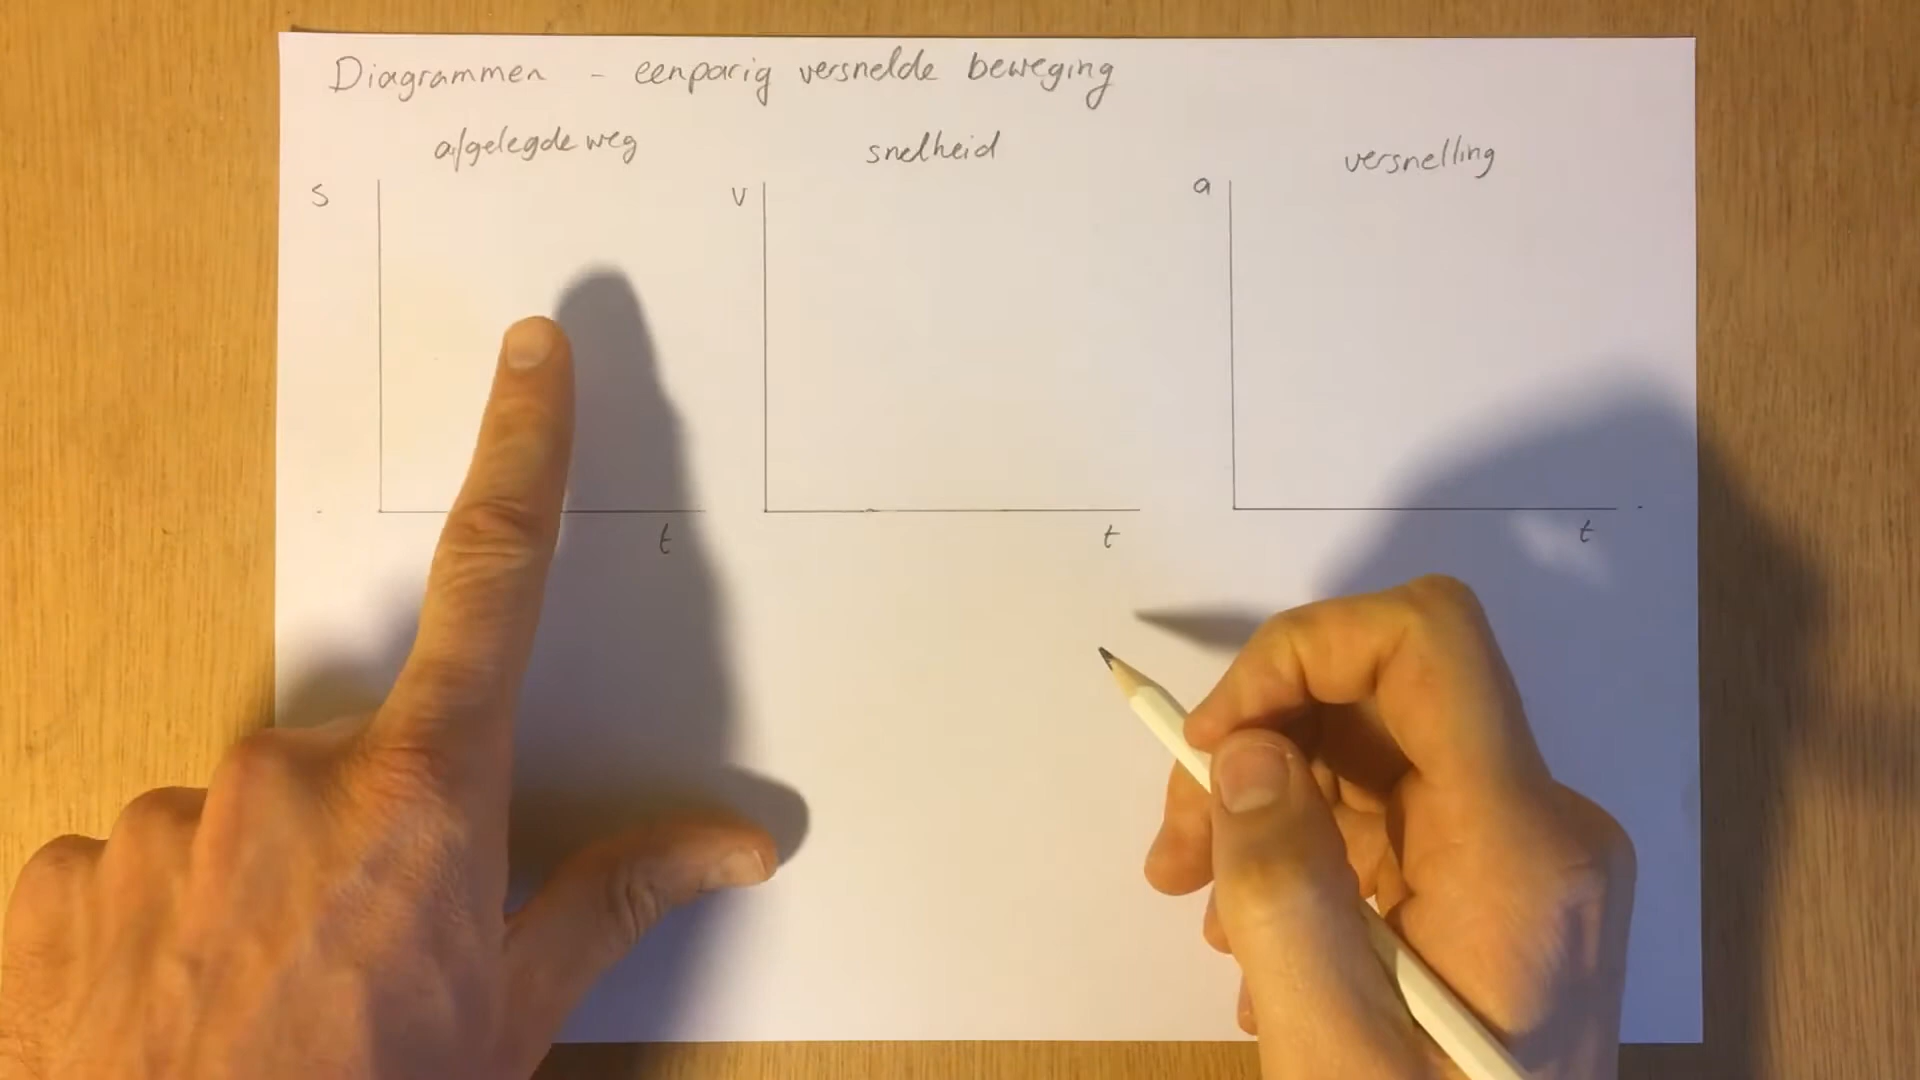 Diagrammen - eenparig versnelde beweging
afgelegde weg
snelheid
versnelling
s
v
a
t
t
t